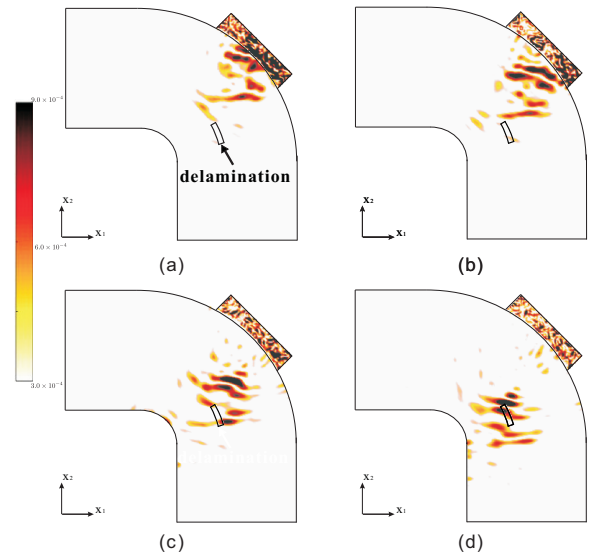 9.0 × 10⁻⁴
6.0 × 10⁻⁴
3.0 × 10⁻⁴
delamination
x₂
x₁
(a)
x₂
x₁
(b)
delamination
x₂
x₁
(c)
x₂
x₁
(d)